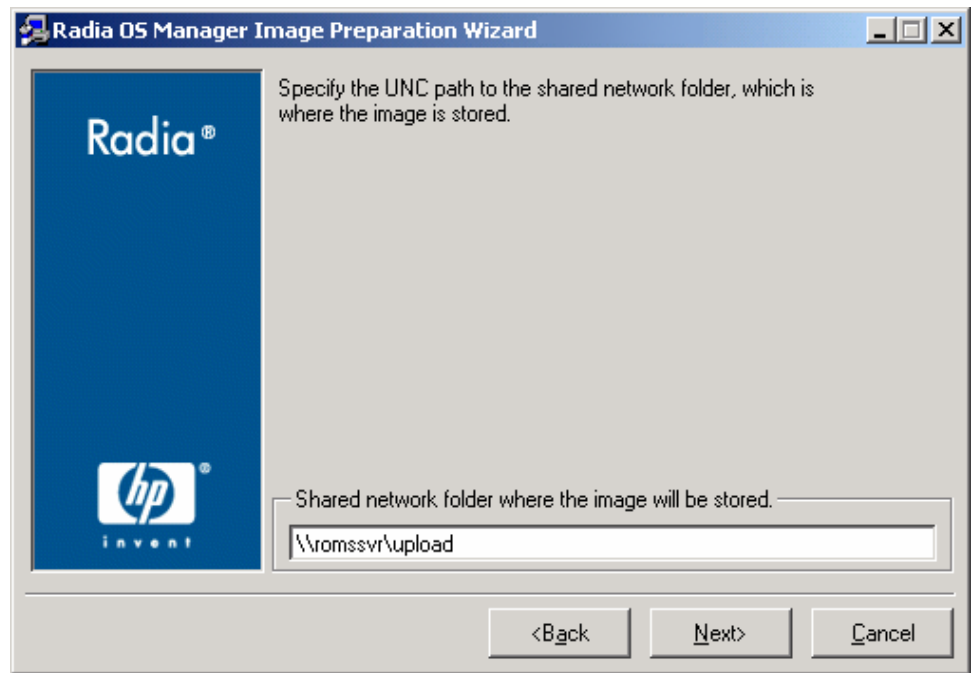 Radia OS Manager Image Preparation Wizard
Radia®
Specify the UNC path to the shared network folder, which is
where the image is stored.
hp®
invent
Shared network folder where the image will be stored.
\\romssvr\upload
<Back
Next>
Cancel